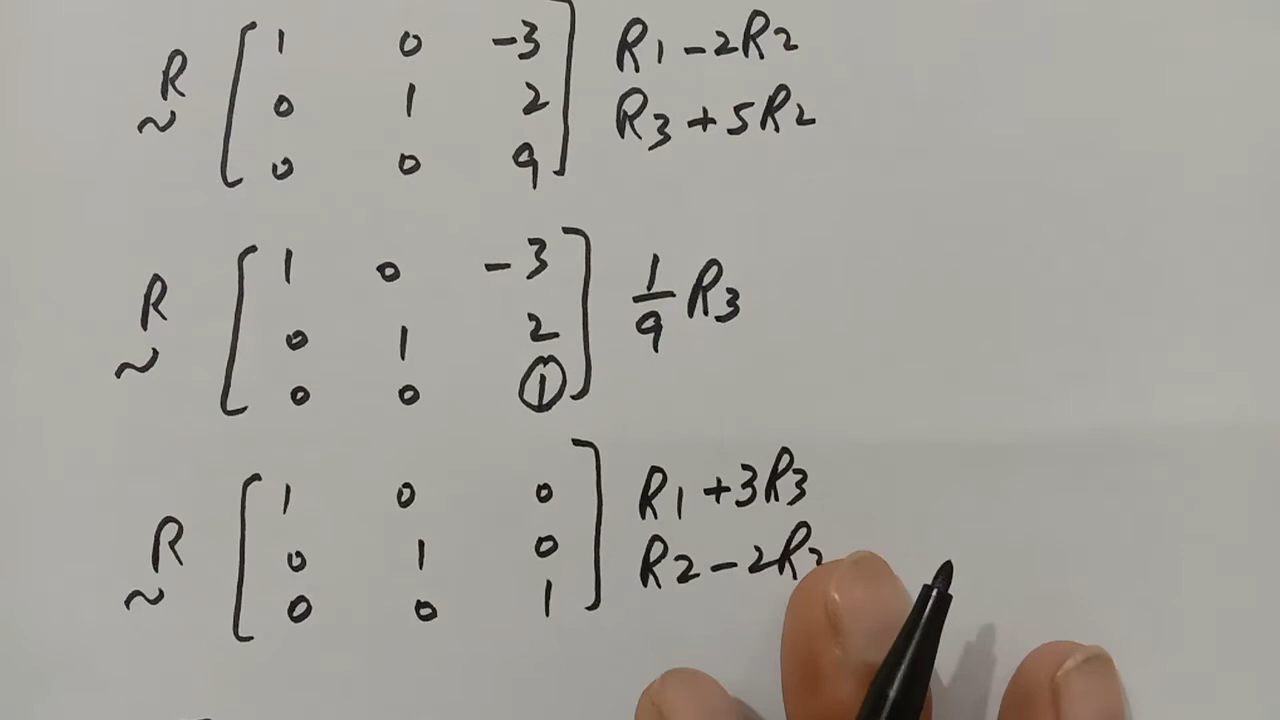 R ~ [ 1 0 -3 ] R1 - 2R2
[ 0 1 2 ] R3 + 5R2
[ 0 0 9 ]
R ~ [ 1 0 -3 ] 1/9 R3
[ 0 1 2 ]
[ 0 0 1 ]
R ~ [ 1 0 0 ] R1 + 3R3
[ 0 1 0 ] R2 - 2R
[ 0 0 1 ]